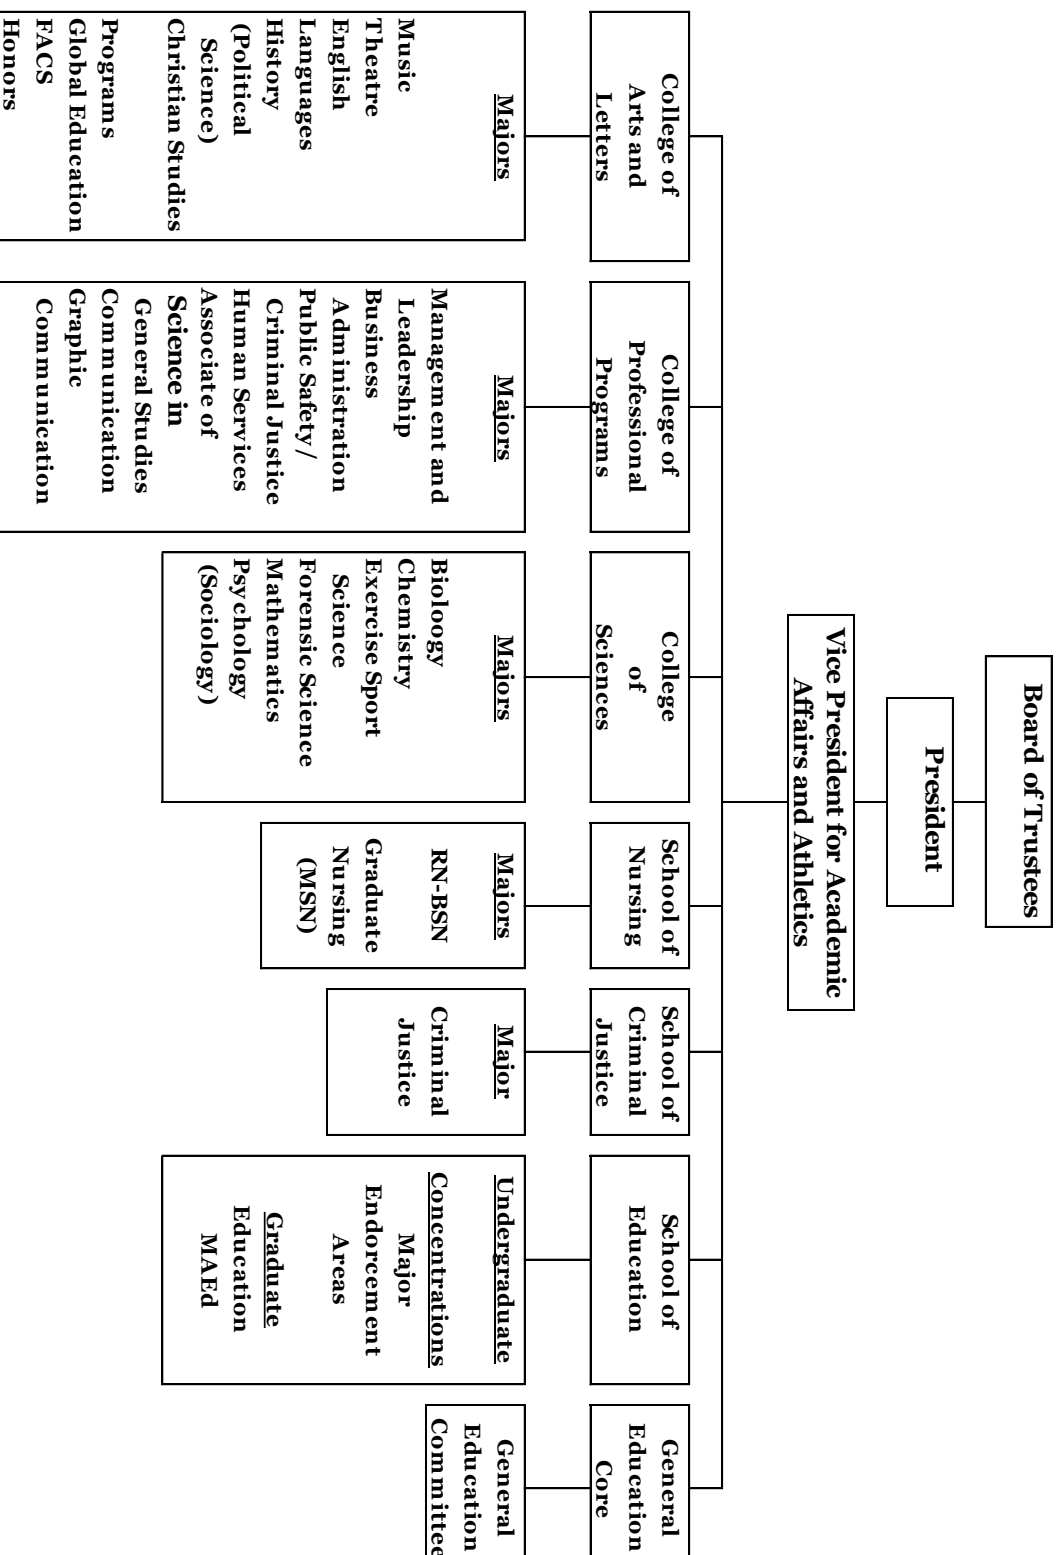 Board of Trustees
President
Vice President for Academic
Affairs and Athletics
College of
Arts and
Letters
College of
Professional
Programs
College
of
Sciences
School of
Nursing
School of
Criminal
Justice
School of
Education
General
Education
Core
Majors
Music
Theatre
English
Languages
History
(Political
Science)
Christian Studies
Programs
Global Education
FACS
Honors
Majors
Management and
Leadership
Business
Administration
Public Safety/
Criminal Justice
Human Services
Associate of
Science in
General Studies
Communication
Graphic
Communication
Majors
Bioloogy
Chemistry
Exercise Sport
Science
Forensic Science
Mathematics
Psychology
(Sociology)
Majors
RN-BSN
Graduate
Nursing
(MSN)
Major
Criminal
Justice
Undergraduate
Concentrations
Major
Endorcement
Areas
Graduate
Education
MAEd
General
Education
Committee